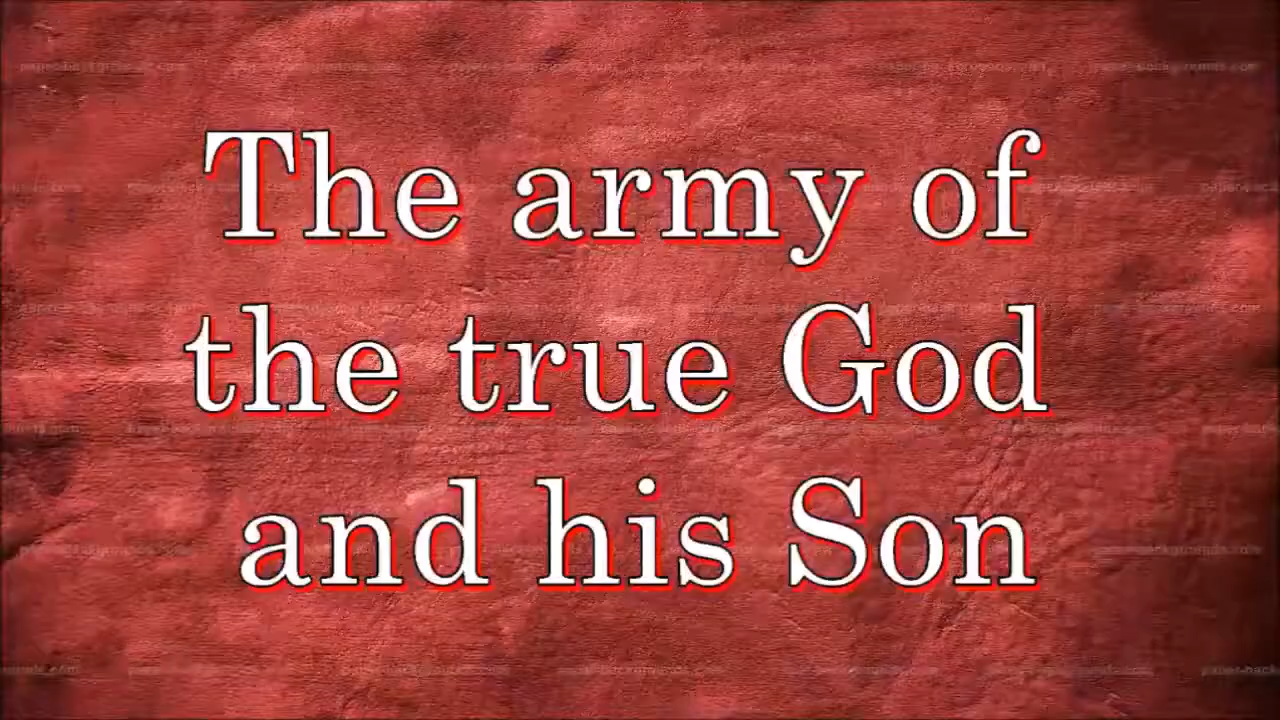 The army of
the true God
and his Son